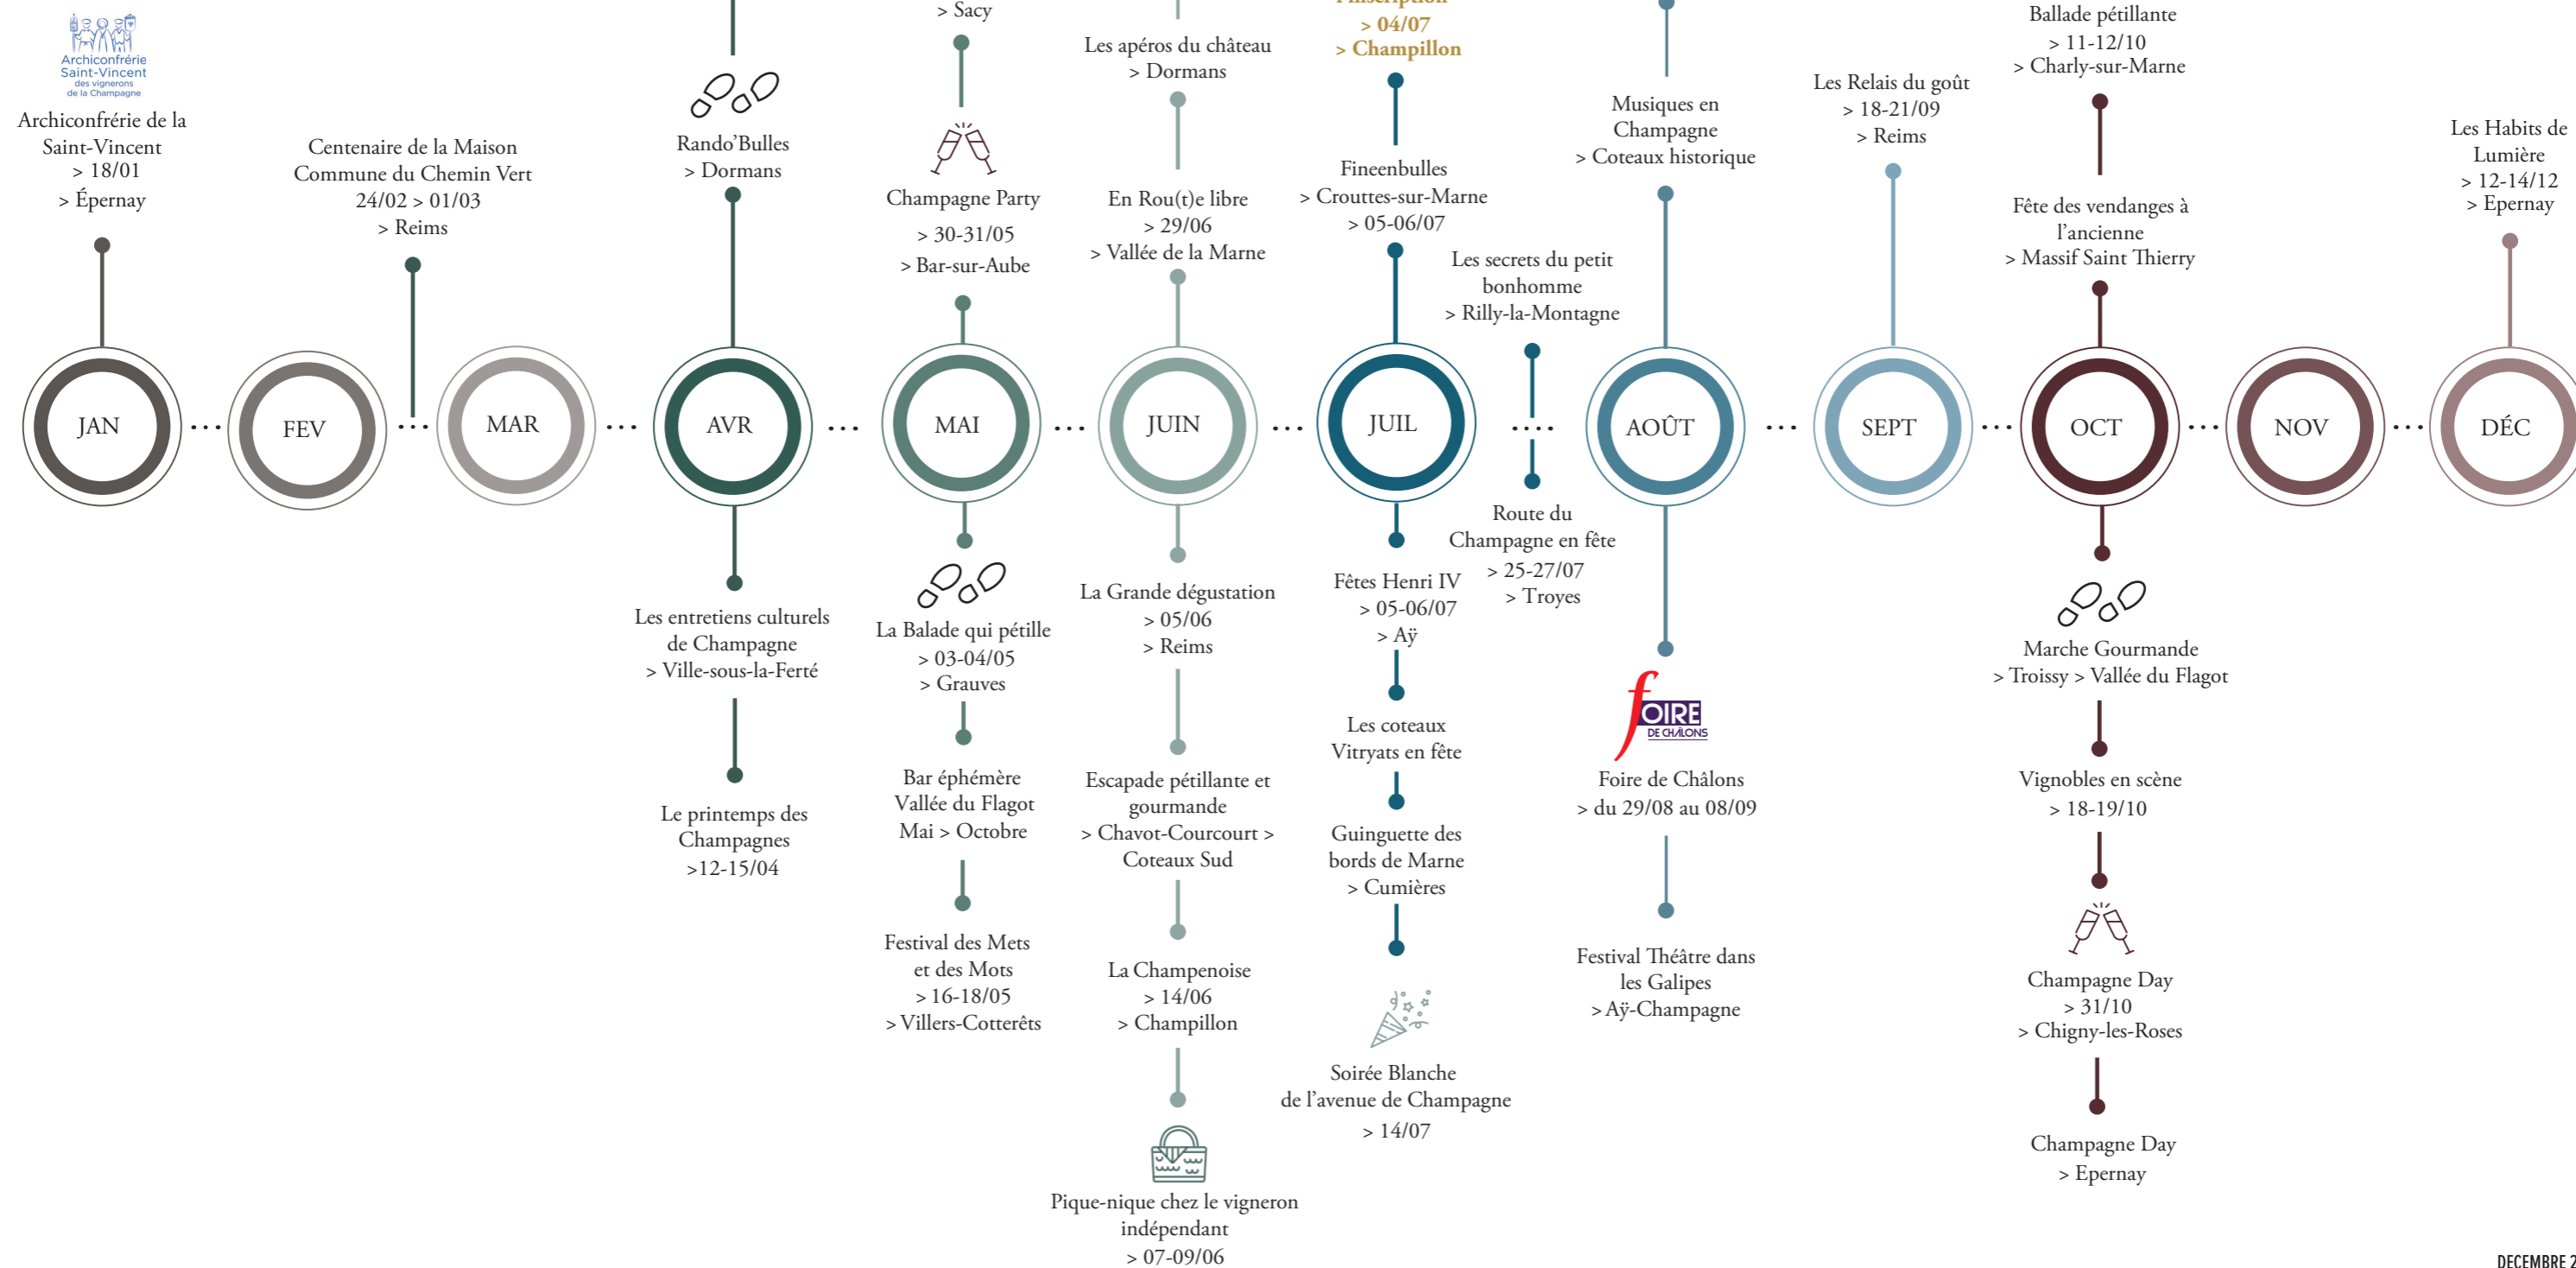 Archiconfrérie
Saint-Vincent
des vignerons
de la Champagne
Archiconfrérie de la
Saint-Vincent
> 18/01
> Épernay
Centenaire de la Maison
Commune du Chemin Vert
24/02 > 01/03
> Reims
Rando’Bulles
> Dormans
> Sacy
Champagne Party
> 30-31/05
> Bar-sur-Aube
Les apéros du château
> Dormans
En Rou(t)e libre
> 29/06
> Vallée de la Marne
> 04/07
> Champillon
Fineenbulles
> Crouttes-sur-Marne
> 05-06/07
Les secrets du petit
bonhomme
> Rilly-la-Montagne
Musiques en
Champagne
> Coteaux historique
Les Relais du goût
> 18-21/09
> Reims
Ballade pétillante
> 11-12/10
> Charly-sur-Marne
Fête des vendanges à
l’ancienne
> Massif Saint Thierry
Les Habits de
Lumière
> 12-14/12
> Epernay
JAN
...
FEV
...
MAR
...
AVR
...
MAI
...
JUIN
...
JUIL
....
AOÛT
...
SEPT
...
OCT
...
NOV
...
DÉC
Les entretiens culturels
de Champagne
> Ville-sous-la-Ferté
Le printemps des
Champagnes
>12-15/04
La Balade qui pétille
> 03-04/05
> Grauves
Bar éphémère
Vallée du Flagot
Mai > Octobre
Festival des Mets
et des Mots
> 16-18/05
> Villers-Cotterêts
La Grande dégustation
> 05/06
> Reims
Escapade pétillante et
gourmande
> Chavot-Courcourt >
Coteaux Sud
La Champenoise
> 14/06
> Champillon
Pique-nique chez le vigneron
indépendant
> 07-09/06
Fêtes Henri IV
> 05-06/07
> Aÿ
Les coteaux
Vitryats en fête
Guinguette des
bords de Marne
> Cumières
Soirée Blanche
de l’avenue de Champagne
> 14/07
Route du
Champagne en fête
> 25-27/07
> Troyes
fOIRE
DE CHÂLONS
Foire de Châlons
> du 29/08 au 08/09
Festival Théâtre dans
les Galipes
> Aÿ-Champagne
Marche Gourmande
> Troissy > Vallée du Flagot
Vignobles en scène
> 18-19/10
Champagne Day
> 31/10
> Chigny-les-Roses
Champagne Day
> Epernay
DECEMBRE 2